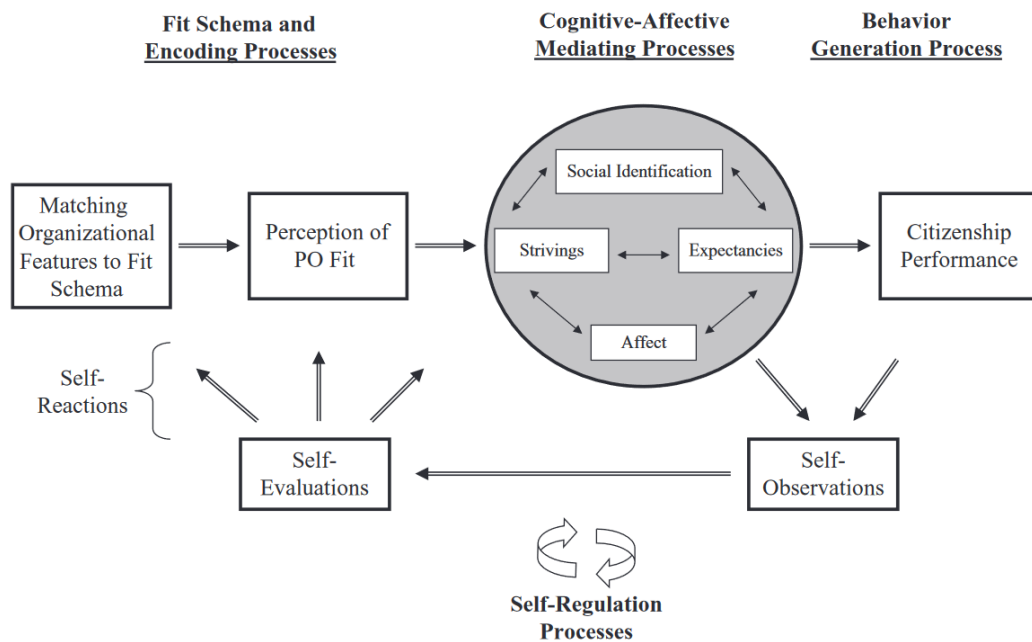 Fit Schema and
Encoding Processes
Cognitive-Affective
Mediating Processes
Behavior
Generation Process
Matching
Organizational
Features to Fit
Schema
Perception of
PO Fit
Social Identification
Strivings
Expectancies
Affect
Citizenship
Performance
Self-
Reactions
Self-
Evaluations
Self-
Observations
Self-Regulation
Processes